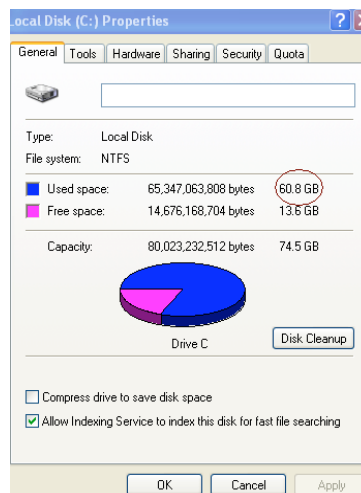 ocal Disk (C:) Properties
General Tools Hardware Sharing Security Quota
Type: Local Disk
File system: NTFS
Used space: 65,347,063,808 bytes 60.8 GB
Free space: 14,676,168,704 bytes 13.6 GB
Capacity: 80,023,232,512 bytes 74.5 GB
Drive C
Disk Cleanup
Compress drive to save disk space
Allow Indexing Service to index this disk for fast file searching
OK Cancel Apply